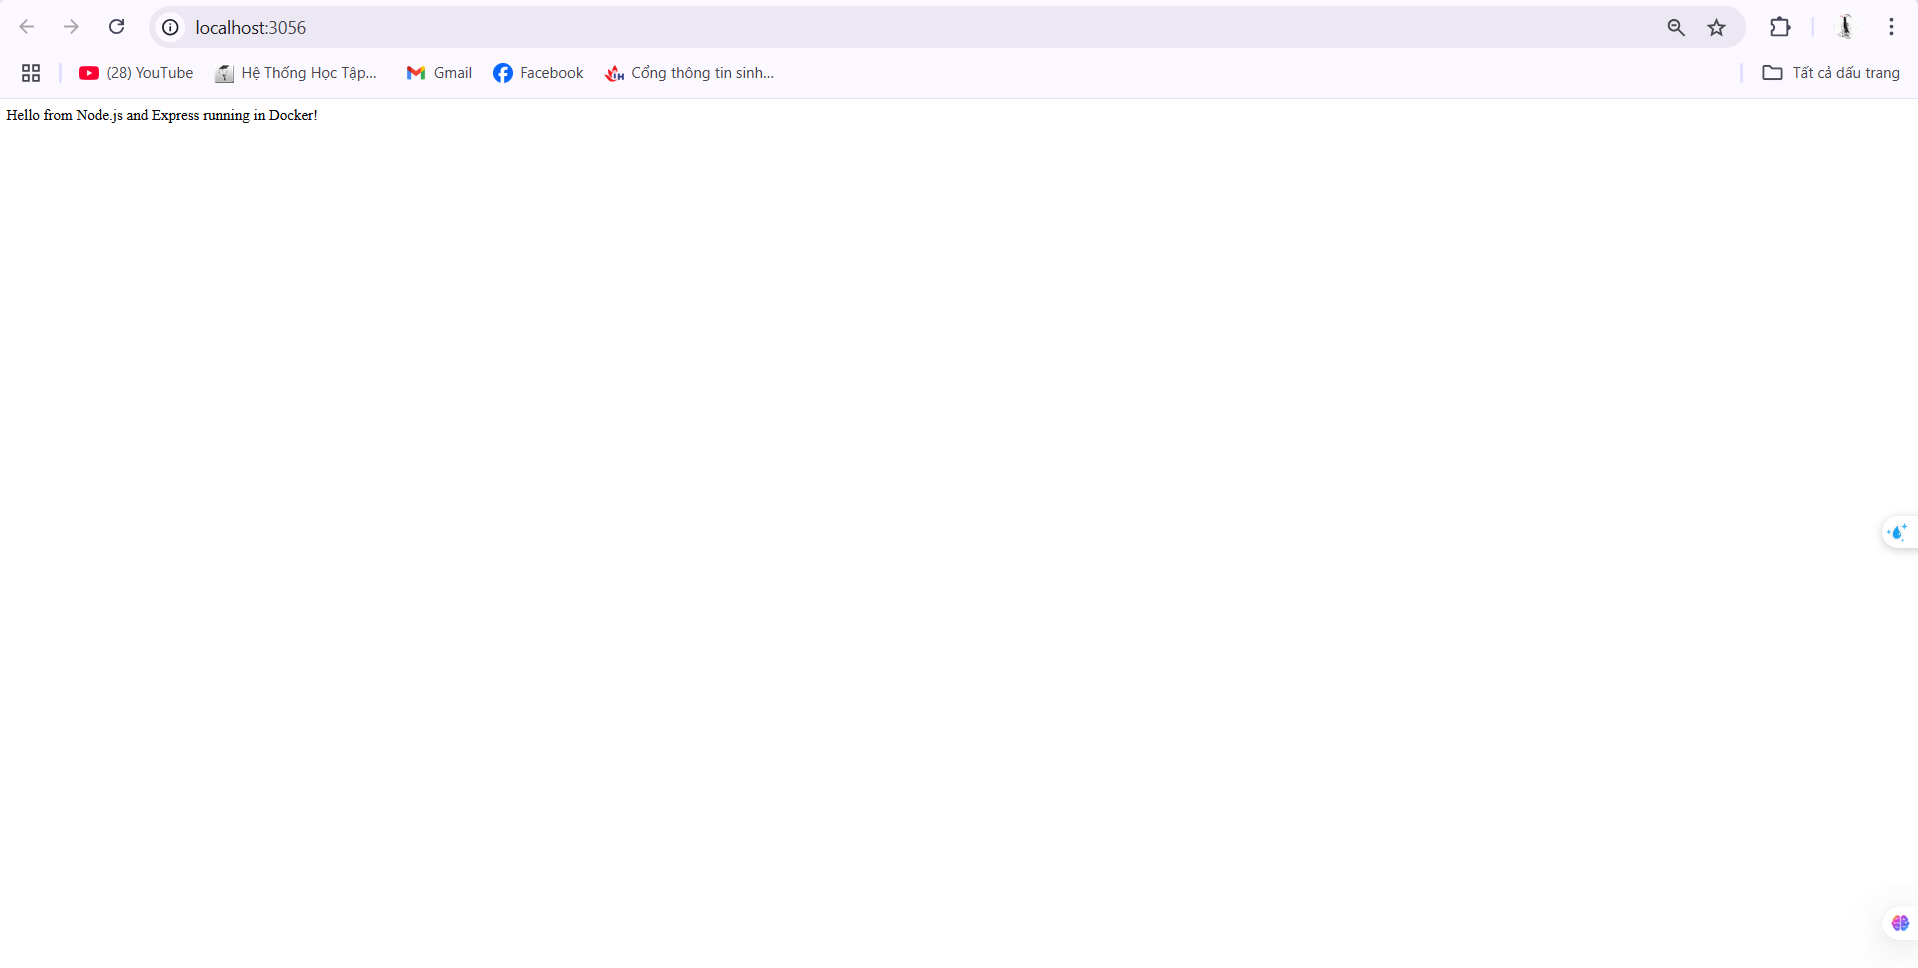 localhost:3056
(28) YouTube
Hệ Thống Học Tập...
Gmail
Facebook
Cổng thông tin sinh...
Tất cả dấu trang
Hello from Node.js and Express running in Docker!